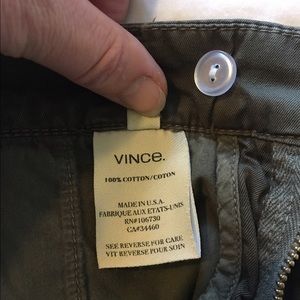 VINCE.
100% COTTON/COTON
MADE IN U.S.A.
FABRIQUE AUX ETATS-UNIS
RN#106730
CA#34460
SEE REVERSE FOR CARE
VIT REVERSE POUR SOIN